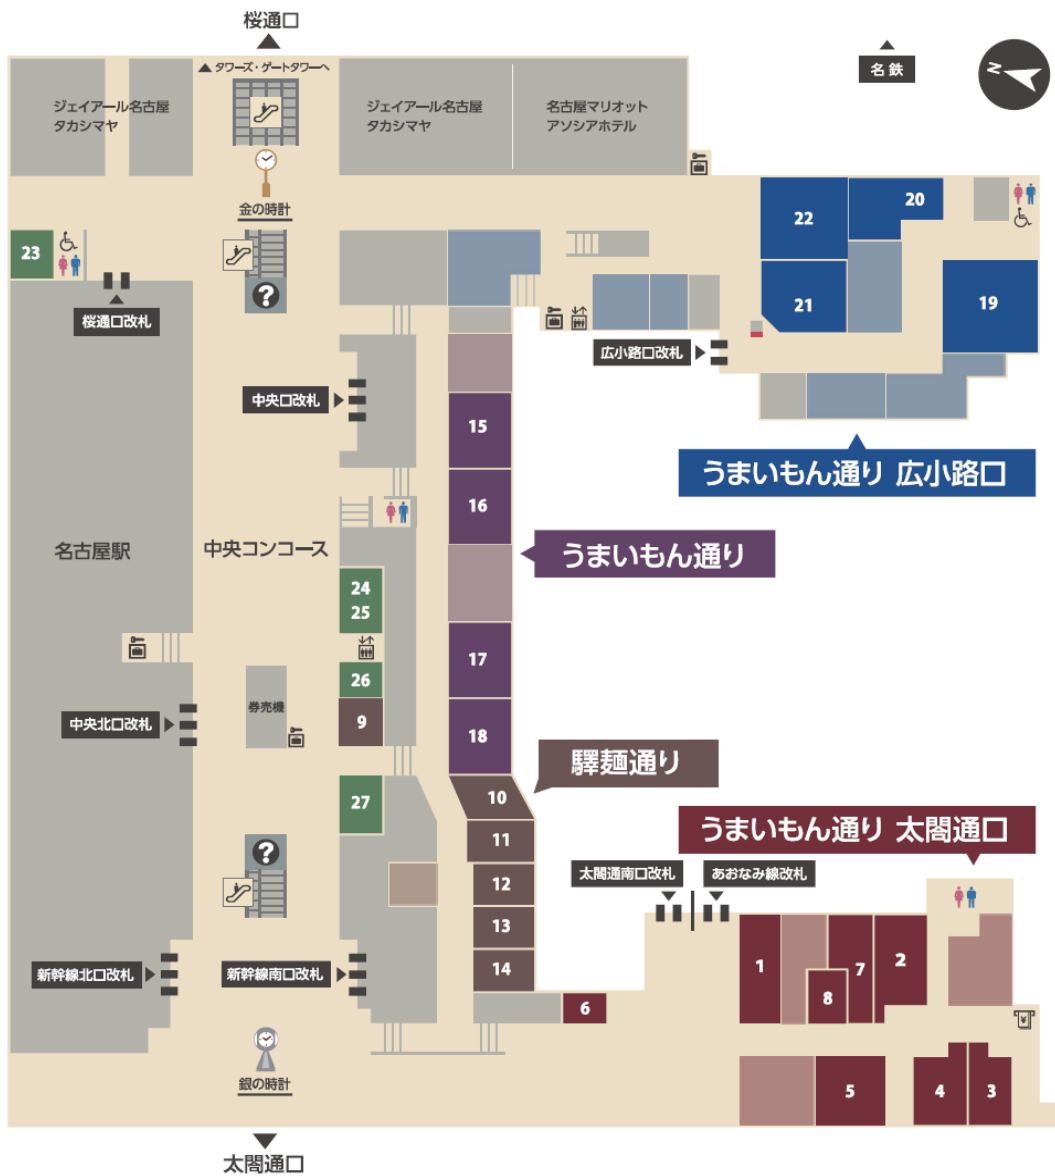 桜通口
タワーズ・ゲートタワーへ
名鉄
N
ジェイアール名古屋
タカシマヤ
ジェイアール名古屋
タカシマヤ
名古屋マリオット
アソシアホテル
金の時計
22
20
23
?
21
19
桜通口改札
広小路口改札
中央口改札
15
うまいもん通り 広小路口
16
名古屋駅
中央コンコース
うまいもん通り
24
25
17
26
券売機
9
中央北口改札
18
驛麺通り
10
27
11
うまいもん通り 太閤通口
?
12
太閤通南口改札
あおなみ線改札
13
新幹線北口改札
新幹線南口改札
14
1
7
2
8
6
¥
銀の時計
5
4
3
太閤通口